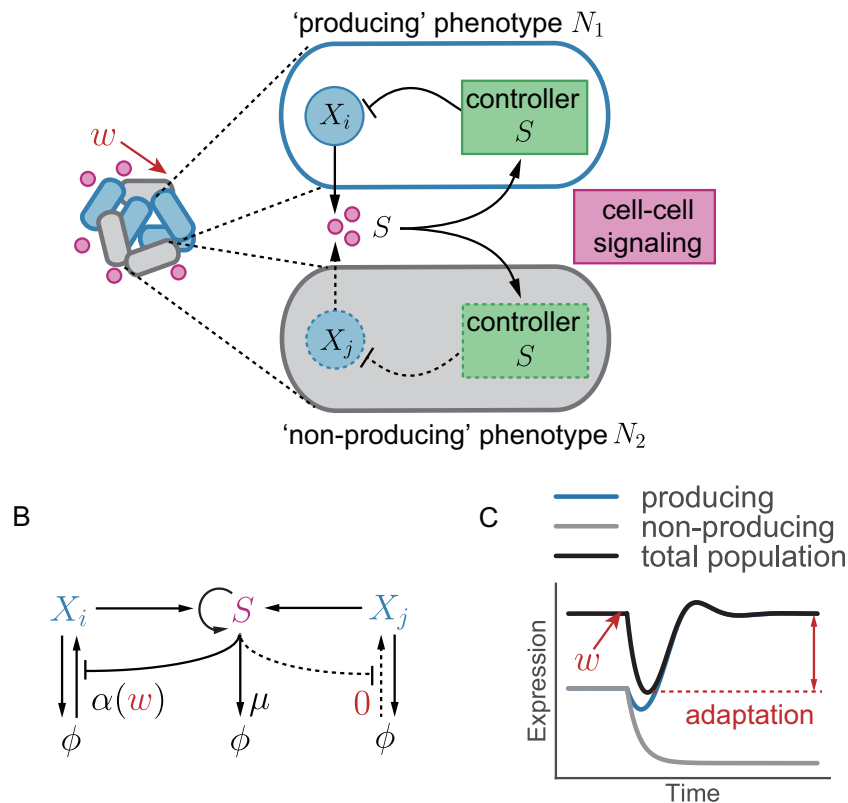 ‘producing’ phenotype N₁
w
Xᵢ
controller
S
S
cell-cell
signaling
Xⱼ
controller
S
‘non-producing’ phenotype N₂
B
Xᵢ
S
Xⱼ
α(w)
μ
0
ϕ
ϕ
ϕ
C
producing
non-producing
total population
Expression
w
adaptation
Time